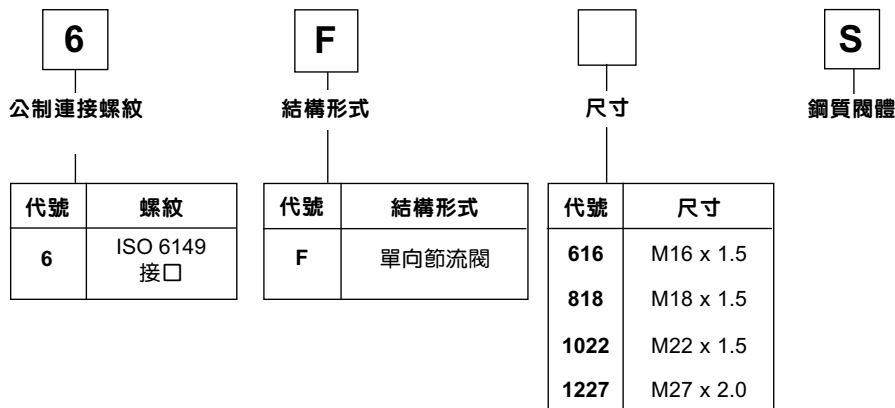 6 F S
公制連接螺紋 結構形式 尺寸 鋼質閥體
代號 螺紋
6 ISO 6149
接口
代號 結構形式
F 單向節流閥
代號 尺寸
616 M16 x 1.5
818 M18 x 1.5
1022 M22 x 1.5
1227 M27 x 2.0